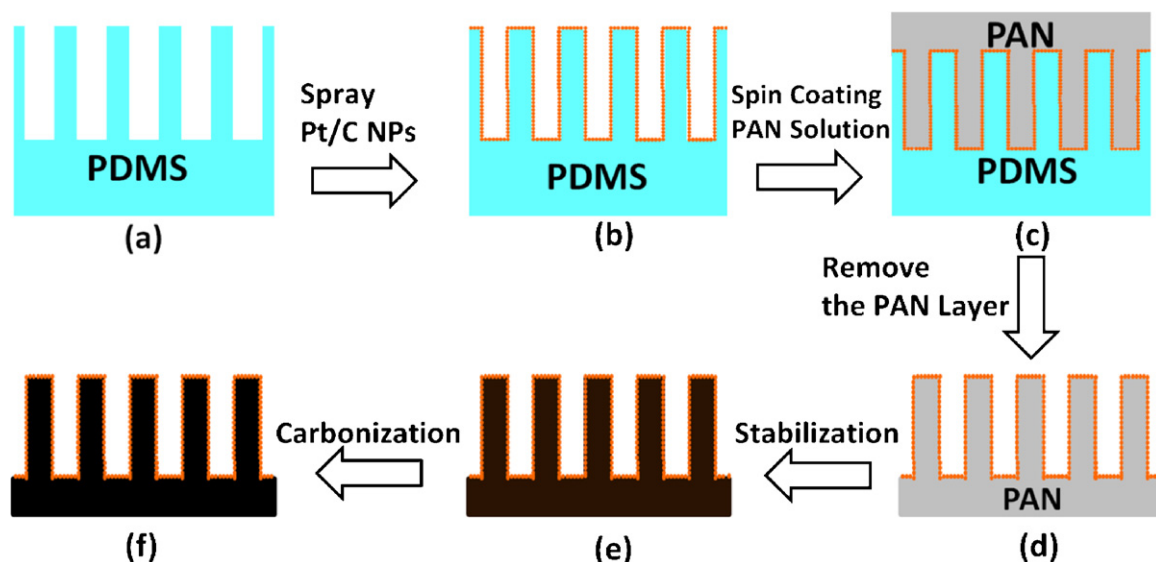 Spray
Pt/C NPs
PDMS
(a)
PDMS
(b)
Spin Coating
PAN Solution
PAN
PDMS
(c)
Remove
the PAN Layer
PAN
(d)
Stabilization
(e)
Carbonization
(f)